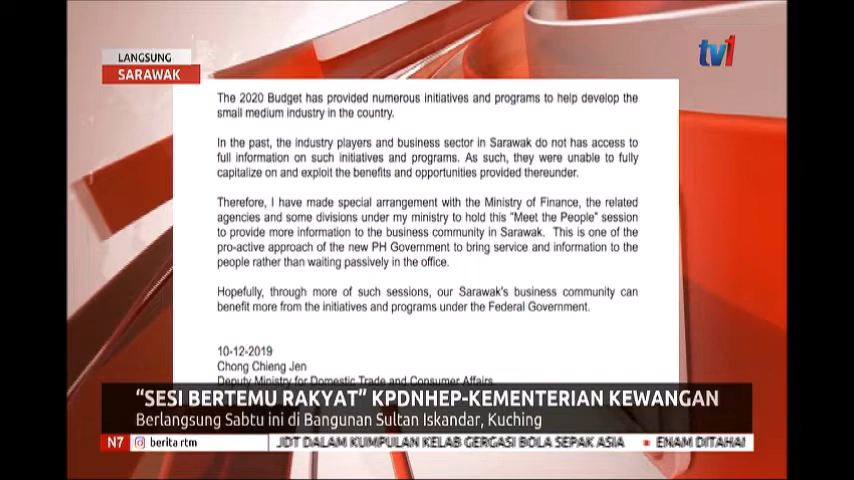 LANGSUNG
SARAWAK
tv1
The 2020 Budget has provided numerous initiatives and programs to help develop the
small medium industry in the country.
In the past, the industry players and business sector in Sarawak do not has access to
full information on such initiatives and programs. As such, they were unable to fully
capitalize on and exploit the benefits and opportunities provided thereunder.
Therefore, I have made special arrangement with the Ministry of Finance, the related
agencies and some divisions under my ministry to hold this “Meet the People” session
to provide more information to the business community in Sarawak. This is one of the
pro-active approach of the new PH Government to bring service and information to the
people rather than waiting passively in the office.
Hopefully, through more of such sessions, our Sarawak's business community can
benefit more from the initiatives and programs under the Federal Government.
10-12-2019
Chong Chieng Jen
Deputy Ministry for Domestic Trade and Consumer Affairs
“SESI BERTEMU RAKYAT” KPDNHEP-KEMENTERIAN KEWANGAN
Berlangsung Sabtu ini di Bangunan Sultan Iskandar, Kuching
N7 berita rtm JDT DALAM KUMPULAN KELAB GERGASI BOLA SEPAK ASIA ENAM DITAHAN